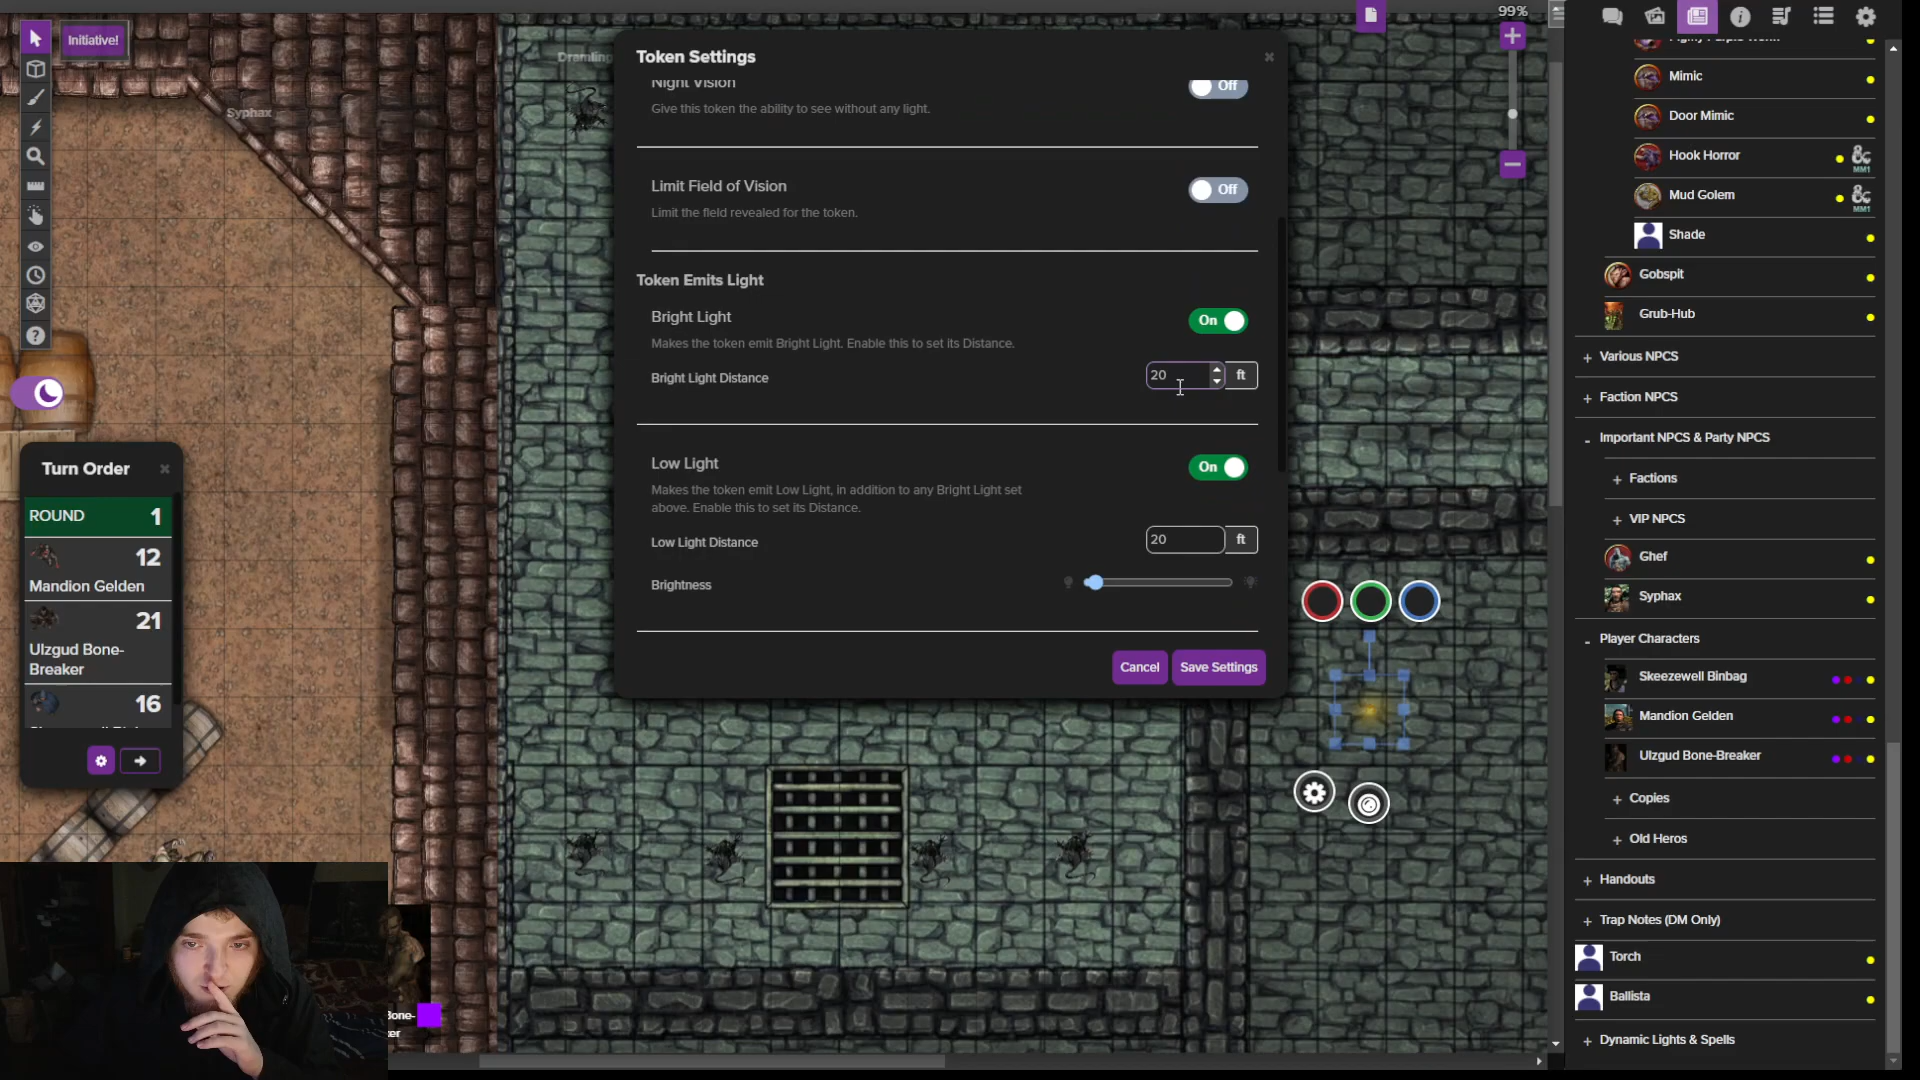 99%
Initiative!
Syphax
Dramling
Token Settings
×
Night Vision
Off
Give this token the ability to see without any light.
Limit Field of Vision
Off
Limit the field revealed for the token.
Token Emits Light
Bright Light
On
Makes the token emit Bright Light. Enable this to set its Distance.
Bright Light Distance
20
ft
Low Light
On
Makes the token emit Low Light, in addition to any Bright Light set
above. Enable this to set its Distance.
Low Light Distance
20
ft
Brightness
Cancel
Save Settings
Turn Order
×
ROUND 1
12
Mandion Gelden
21
Ulzgud Bone-
Breaker
16
Bone-
ker
Mimic
Door Mimic
Hook Horror
MM1
Mud Golem
MM1
Shade
Gobspit
Grub-Hub
+ Various NPCS
+ Faction NPCS
- Important NPCS & Party NPCS
+ Factions
+ VIP NPCS
Ghef
Syphax
- Player Characters
Skeezewell Binbag
Mandion Gelden
Ulzgud Bone-Breaker
+ Copies
+ Old Heros
+ Handouts
+ Trap Notes (DM Only)
Torch
Ballista
+ Dynamic Lights & Spells